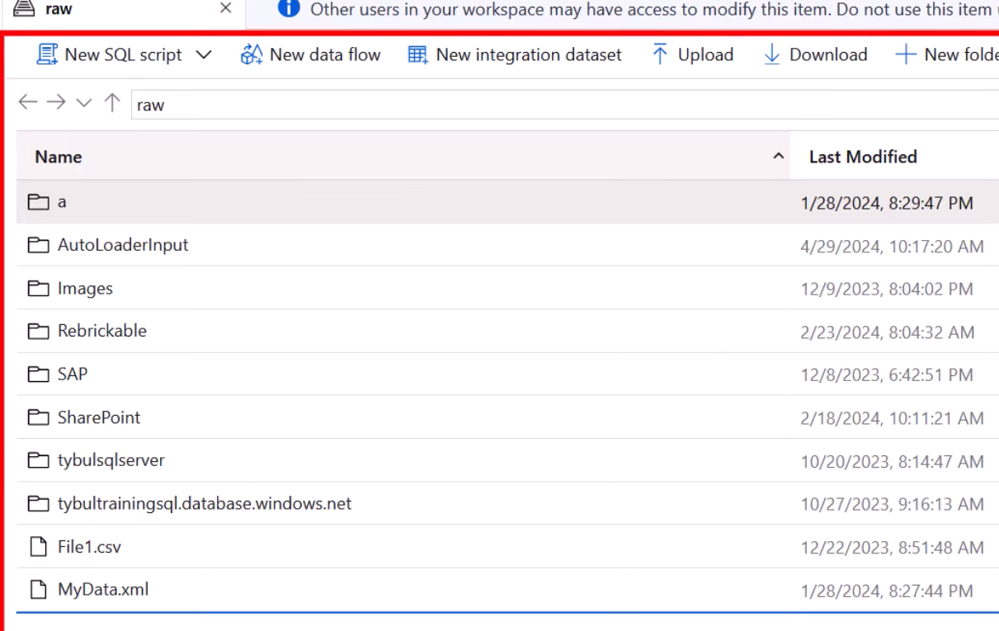 raw Other users in your workspace may have access to modify this item. Do not use this item
New SQL script New data flow New integration dataset Upload Download New folde
raw
Name Last Modified
a 1/28/2024, 8:29:47 PM
AutoLoaderInput 4/29/2024, 10:17:20 AM
Images 12/9/2023, 8:04:02 PM
Rebrickable 2/23/2024, 8:04:32 AM
SAP 12/8/2023, 6:42:51 PM
SharePoint 2/18/2024, 10:11:21 AM
tybulsqlserver 10/20/2023, 8:14:47 AM
tybultrainingsql.database.windows.net 10/27/2023, 9:16:13 AM
File1.csv 12/22/2023, 8:51:48 AM
MyData.xml 1/28/2024, 8:27:44 PM